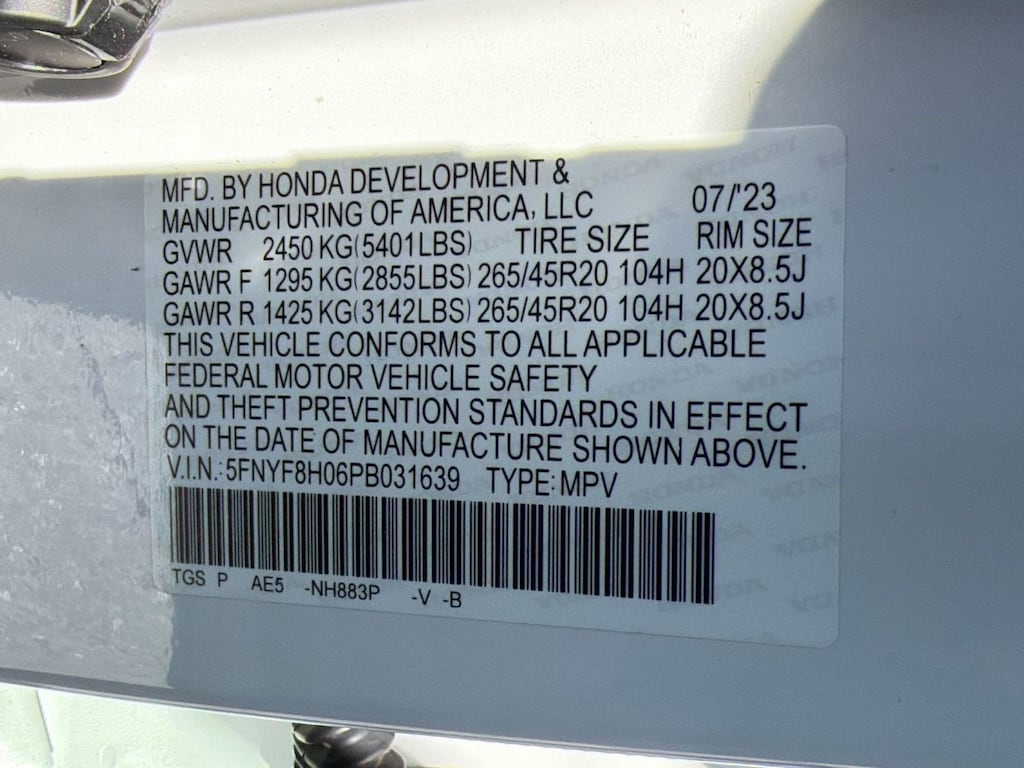 MFD. BY HONDA DEVELOPMENT &
MANUFACTURING OF AMERICA, LLC 07/'23
GVWR 2450 KG(5401LBS) TIRE SIZE RIM SIZE
GAWR F 1295 KG(2855LBS) 265/45R20 104H 20X8.5J
GAWR R 1425 KG(3142LBS) 265/45R20 104H 20X8.5J
THIS VEHICLE CONFORMS TO ALL APPLICABLE
FEDERAL MOTOR VEHICLE SAFETY
AND THEFT PREVENTION STANDARDS IN EFFECT
ON THE DATE OF MANUFACTURE SHOWN ABOVE.
V.I.N.:5FNYF8H06PB031639 TYPE:MPV
TGS P AE5 -NH883P -V -B